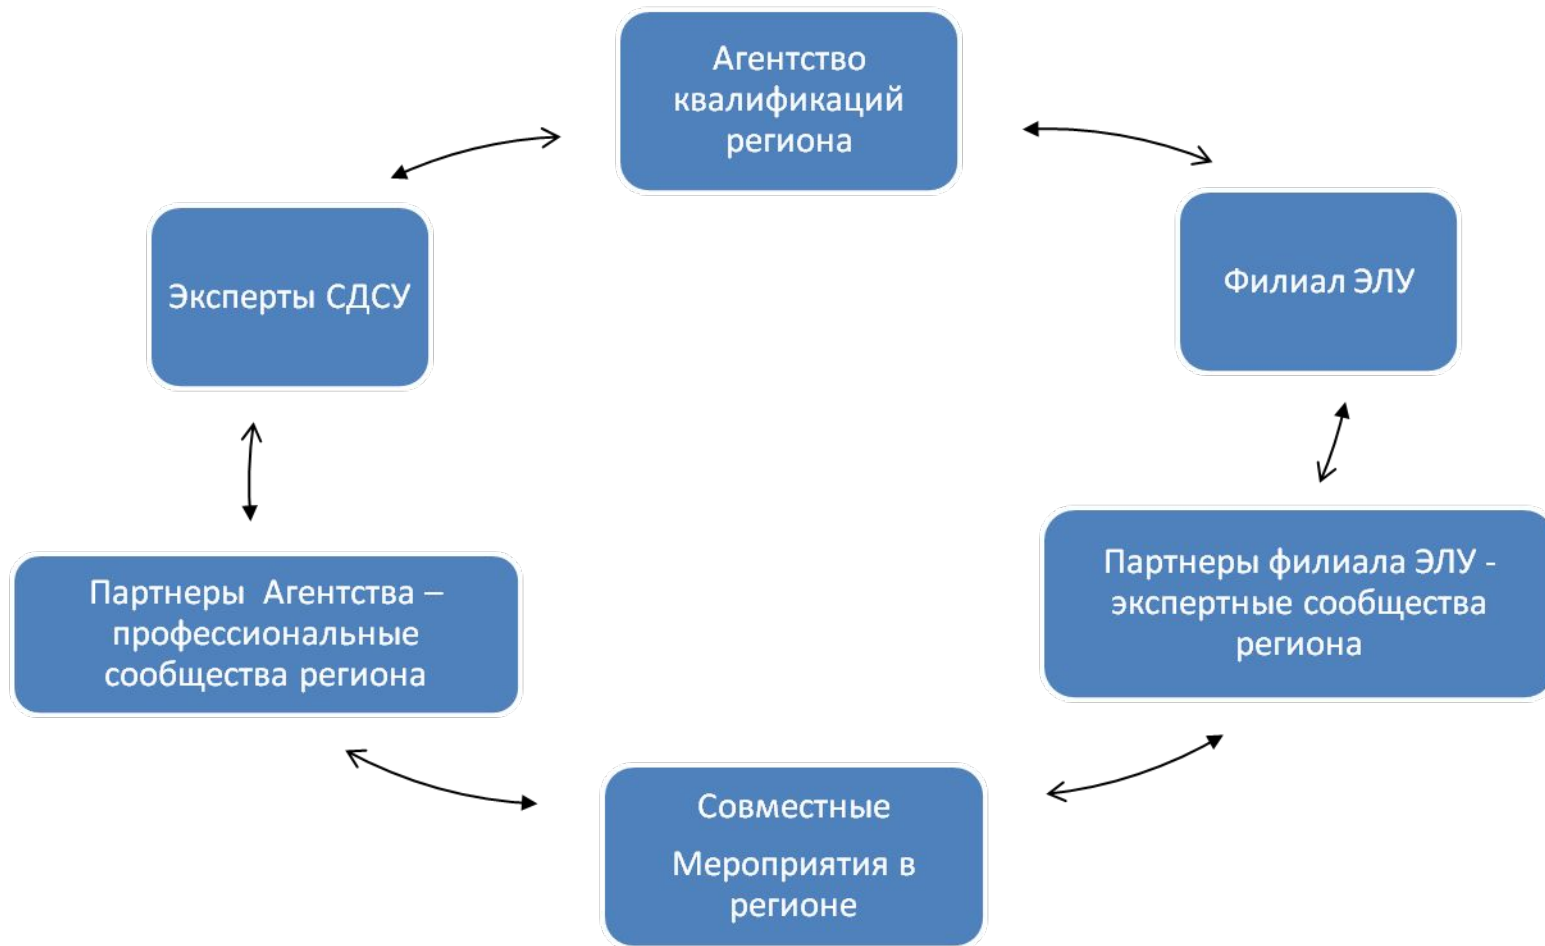 Агентство
квалификаций
региона
Эксперты СДСУ
Филиал ЭЛУ
Партнеры Агентства –
профессиональные
сообщества региона
Партнеры филиала ЭЛУ -
экспертные сообщества
региона
Совместные
Мероприятия в
регионе